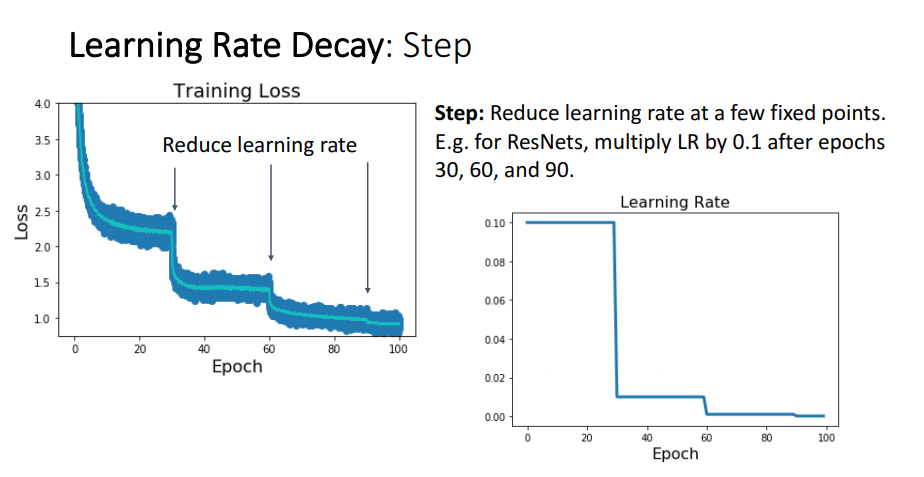 Learning Rate Decay: Step
Training Loss
4.0
3.5
3.0
2.5
2.0
1.5
1.0
Loss
Reduce learning rate
0 20 40 60 80 100
Epoch
Step: Reduce learning rate at a few fixed points.
E.g. for ResNets, multiply LR by 0.1 after epochs
30, 60, and 90.
Learning Rate
0.10
0.08
0.06
0.04
0.02
0.00
0 20 40 60 80 100
Epoch